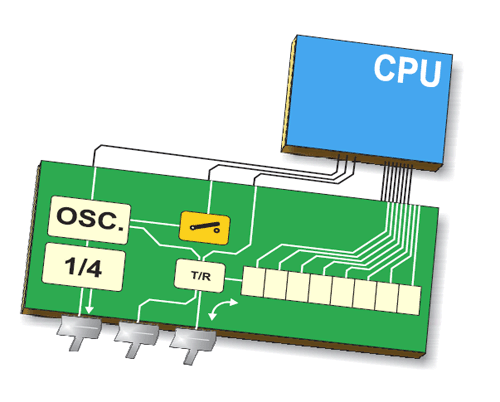 CPU
OSC.
1/4
T/R